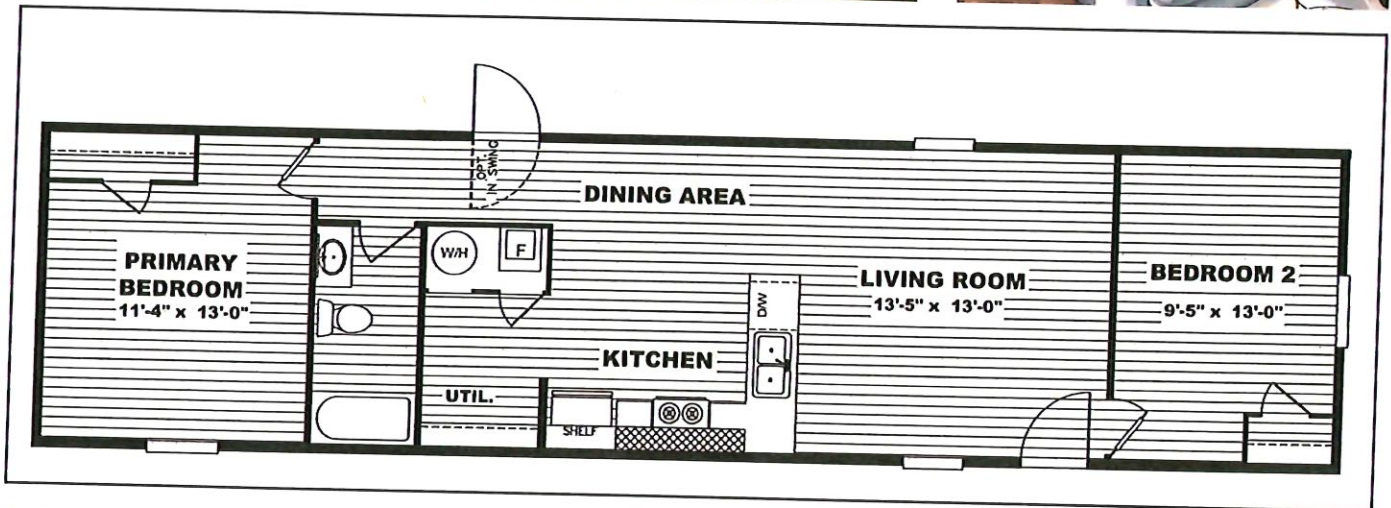 OPT.
IN SWING
DINING AREA
PRIMARY
BEDROOM
11'-4" x 13'-0"
W/H
F
LIVING ROOM
13'-5" x 13'-0"
BEDROOM 2
9'-5" x 13'-0"
D/W
KITCHEN
UTIL.
SHELF